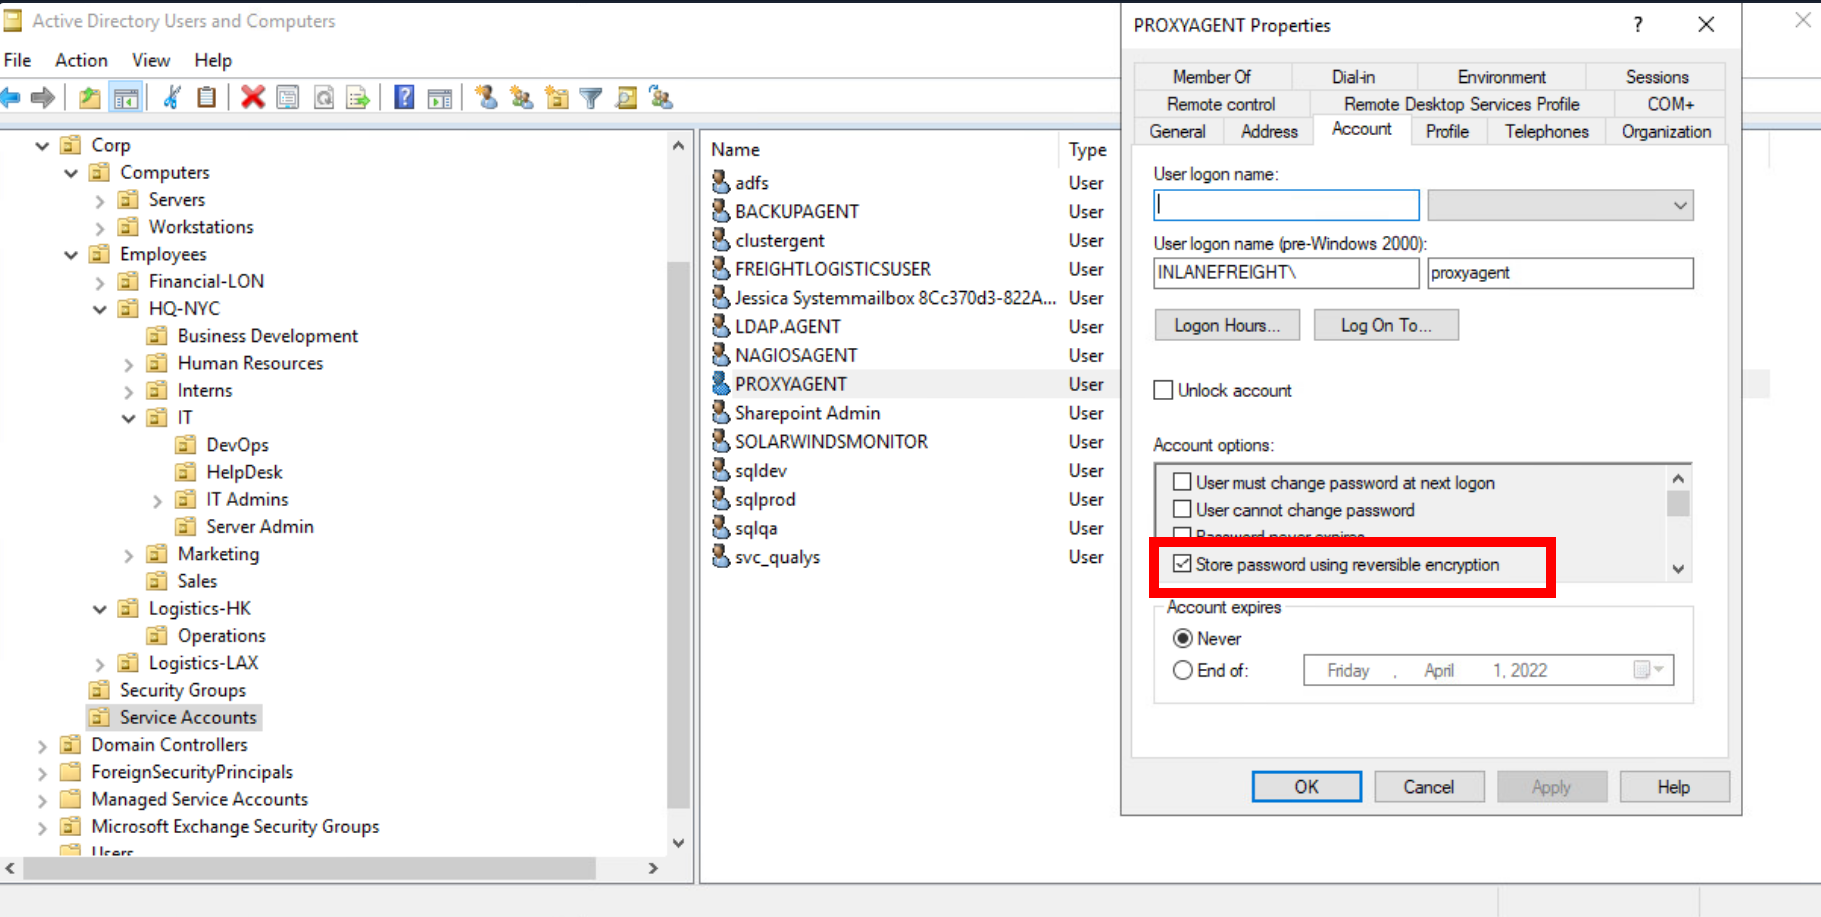 Active Directory Users and Computers
File Action View Help
Corp
Computers
Servers
Workstations
Employees
Financial-LON
HQ-NYC
Business Development
Human Resources
Interns
IT
DevOps
HelpDesk
IT Admins
Server Admin
Marketing
Sales
Logistics-HK
Operations
Logistics-LAX
Security Groups
Service Accounts
Domain Controllers
ForeignSecurityPrincipals
Managed Service Accounts
Microsoft Exchange Security Groups
Users
Name Type
adfs User
BACKUPAGENT User
clustergent User
FREIGHTLOGISTICSUSER User
Jessica Systemmailbox 8Cc370d3-822A... User
LDAP.AGENT User
NAGIOSAGENT User
PROXYAGENT User
Sharepoint Admin User
SOLARWINDSMONITOR User
sqldev User
sqlprod User
sqlqa User
svc_qualys User
PROXYAGENT Properties ?
Member Of Dial-in Environment Sessions
Remote control Remote Desktop Services Profile COM+
General Address Account Profile Telephones Organization
User logon name:
User logon name (pre-Windows 2000):
INLANEFREIGHT\ proxyagent
Logon Hours... Log On To...
Unlock account
Account options:
User must change password at next logon
User cannot change password
Password never expires
Store password using reversible encryption
Account expires
Never
End of: Friday , April 1, 2022
OK Cancel Apply Help